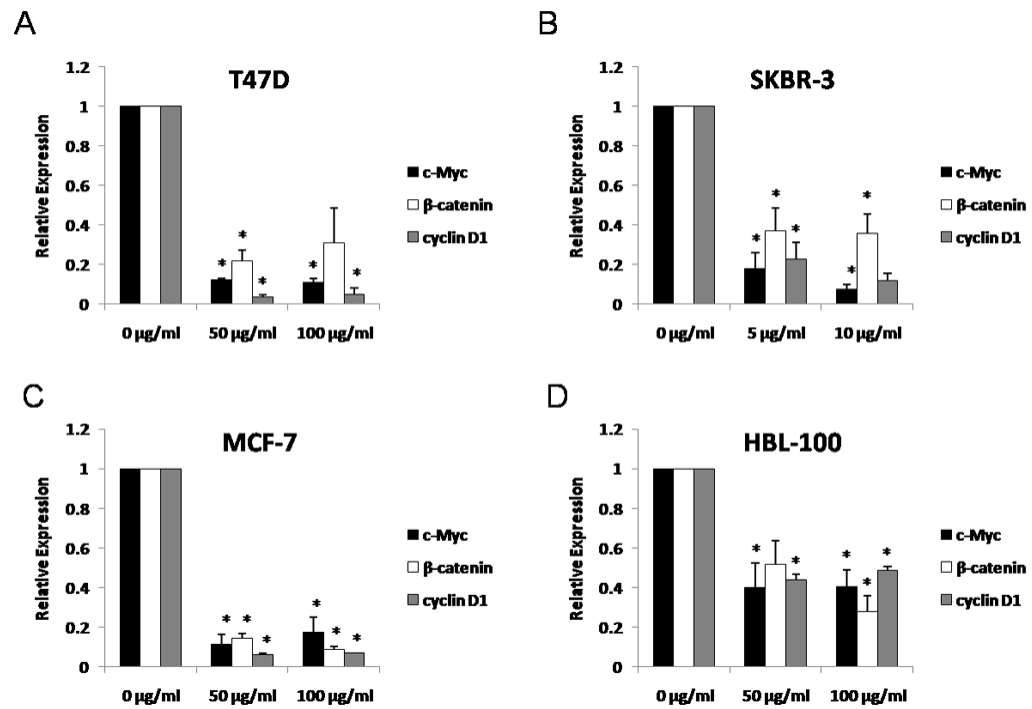 A
T47D
Relative Expression
1.2
1
0.8
0.6
0.4
0.2
0
* * *
* *
0 µg/ml 50 µg/ml 100 µg/ml
c-Myc
β-catenin
cyclin D1
B
SKBR-3
Relative Expression
1.2
1
0.8
0.6
0.4
0.2
0
* * *
* *
0 µg/ml 5 µg/ml 10 µg/ml
c-Myc
β-catenin
cyclin D1
C
MCF-7
Relative Expression
1.2
1
0.8
0.6
0.4
0.2
0
* * *
* * *
0 µg/ml 50 µg/ml 100 µg/ml
c-Myc
β-catenin
cyclin D1
D
HBL-100
Relative Expression
1.2
1
0.8
0.6
0.4
0.2
0
* *
* * *
0 µg/ml 50 µg/ml 100 µg/ml
c-Myc
β-catenin
cyclin D1